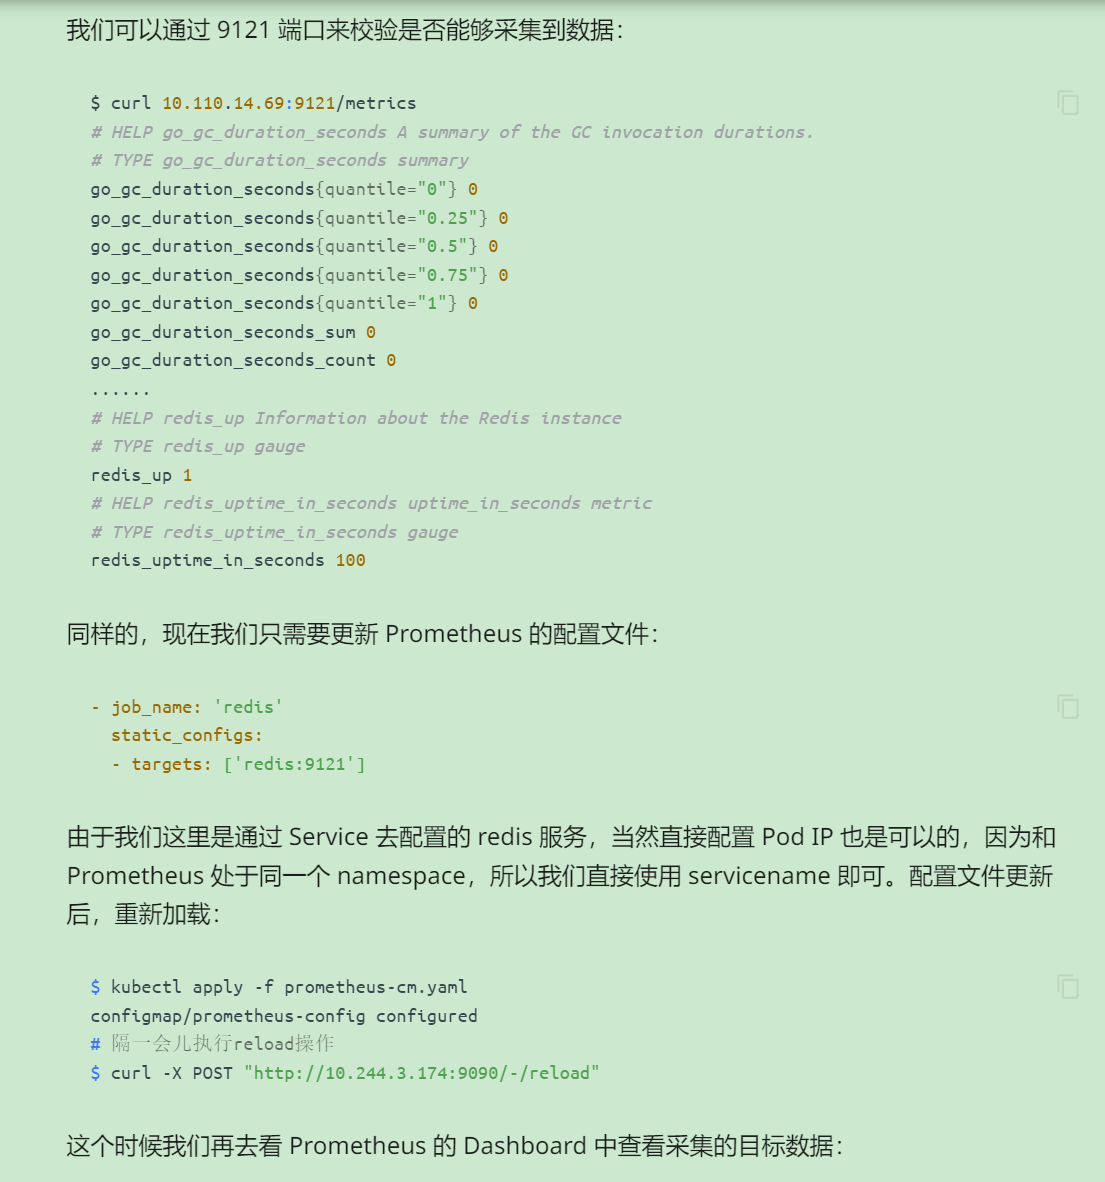 我们可以通过 9121 端口来校验是否能够采集到数据：
$ curl 10.110.14.69:9121/metrics
# HELP go_gc_duration_seconds A summary of the GC invocation durations.
# TYPE go_gc_duration_seconds summary
go_gc_duration_seconds{quantile="0"} 0
go_gc_duration_seconds{quantile="0.25"} 0
go_gc_duration_seconds{quantile="0.5"} 0
go_gc_duration_seconds{quantile="0.75"} 0
go_gc_duration_seconds{quantile="1"} 0
go_gc_duration_seconds_sum 0
go_gc_duration_seconds_count 0
......
# HELP redis_up Information about the Redis instance
# TYPE redis_up gauge
redis_up 1
# HELP redis_uptime_in_seconds uptime_in_seconds metric
# TYPE redis_uptime_in_seconds gauge
redis_uptime_in_seconds 100
同样的，现在我们只需要更新 Prometheus 的配置文件：
- job_name: 'redis'
  static_configs:
  - targets: ['redis:9121']
由于我们这里是通过 Service 去配置的 redis 服务，当然直接配置 Pod IP 也是可以的，因为和
Prometheus 处于同一个 namespace，所以我们直接使用 servicename 即可。配置文件更新
后，重新加载：
$ kubectl apply -f prometheus-cm.yaml
configmap/prometheus-config configured
# 隔一会儿执行reload操作
$ curl -X POST "http://10.244.3.174:9090/-/reload"
这个时候我们再去看 Prometheus 的 Dashboard 中查看采集的目标数据：